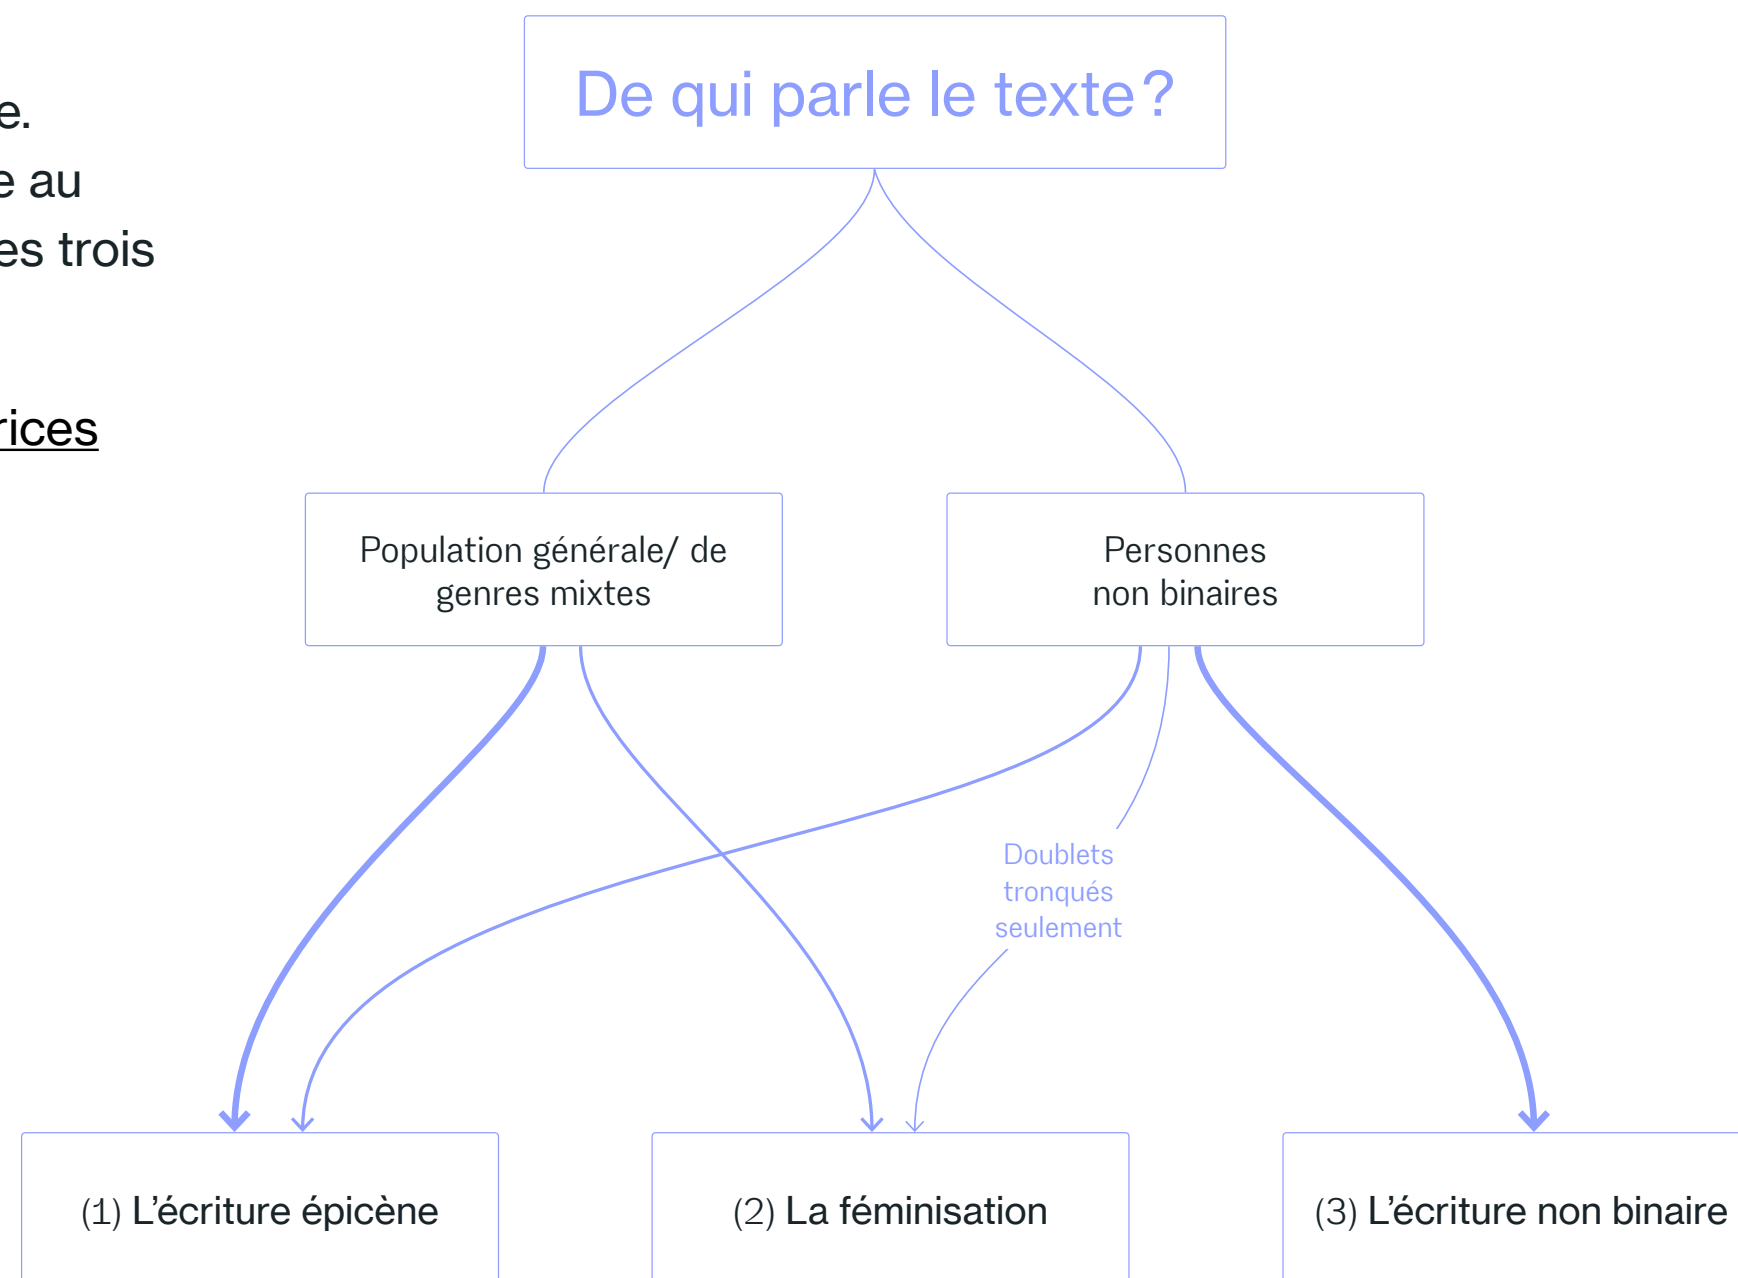 e.
e au
es trois
rices
De qui parle le texte ?
Population générale/ de
genres mixtes
Personnes
non binaires
Doublets
tronqués
seulement
(1) L’écriture épicène
(2) La féminisation
(3) L’écriture non binaire